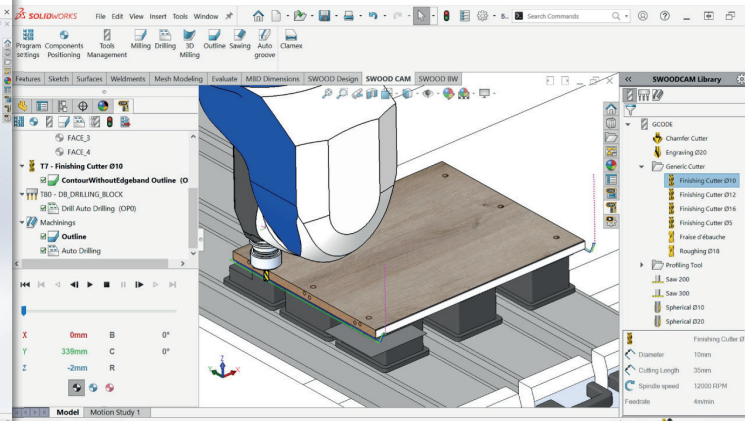 SOLIDWORKS File Edit View Insert Tools Window Search Commands
Program settings
Components Positioning
Tools Management
Milling
Drilling
3D Milling
Outline
Sawing
Auto groove
Clamex
Features Sketch Surfaces Weldments Mesh Modeling Evaluate MBD Dimensions SWOOD Design SWOOD CAM SWOOD BW
FACE_3
FACE_4
T7 - Finishing Cutter Ø10
ContourWithoutEdgeband Outline (O
T80 - DB_DRILLING_BLOCK
Drill Auto Drilling (OP0)
Machinings
Outline
Auto Drilling
X 0mm B 0°
Y 339mm C 0°
Z -2mm R
Z
Model Motion Study 1
SWOODCAM Library
GCODE
Chamfer Cutter
Engraving Ø20
Generic Cutter
Finishing Cutter Ø10
Finishing Cutter Ø12
Finishing Cutter Ø16
Finishing Cutter Ø5
Fraise d'ébauche
Roughing Ø18
Profiling Tool
Saw 200
Saw 300
Spherical Ø10
Spherical Ø20
Finishing Cutter Ø
Diameter 10mm
Cutting Length 35mm
Spindle speed 12000 RPM
Feedrate 4m/min